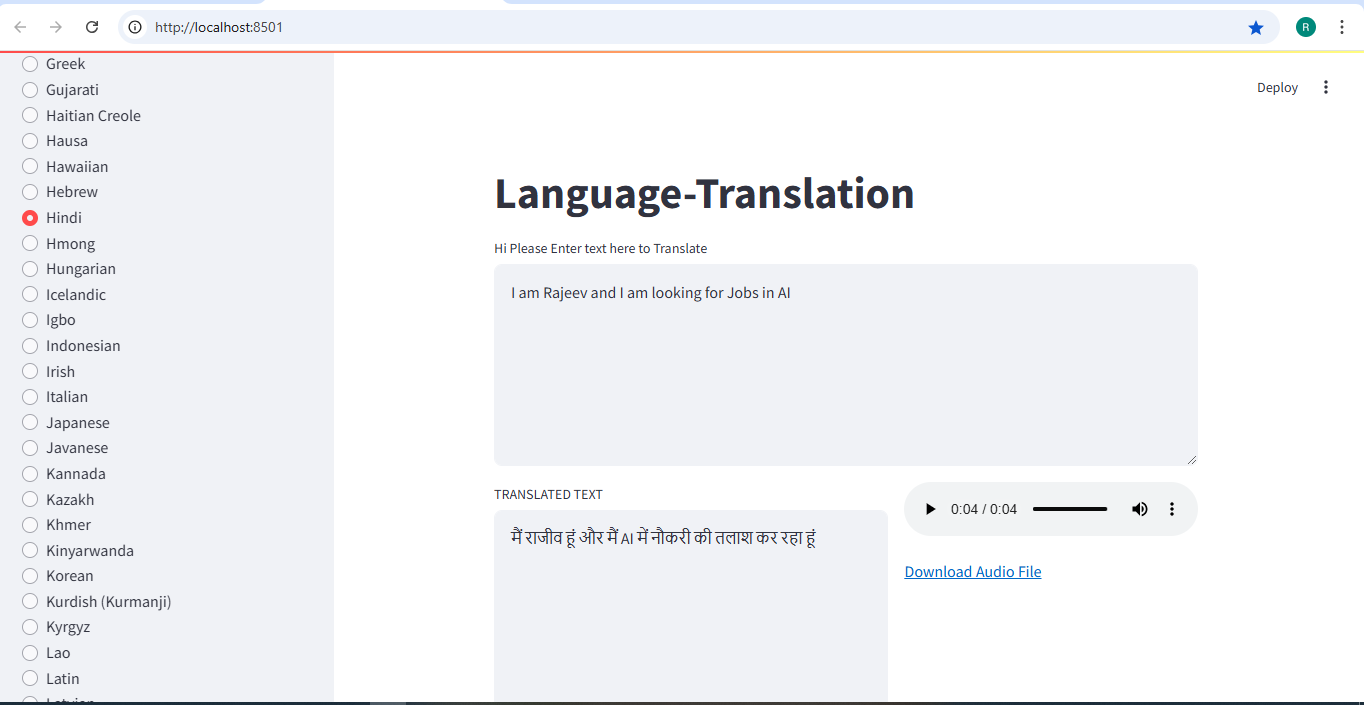 http://localhost:8501
R
Greek
Gujarati
Haitian Creole
Hausa
Hawaiian
Hebrew
Hindi
Hmong
Hungarian
Icelandic
Igbo
Indonesian
Irish
Italian
Japanese
Javanese
Kannada
Kazakh
Khmer
Kinyarwanda
Korean
Kurdish (Kurmanji)
Kyrgyz
Lao
Latin
Deploy
Language-Translation
Hi Please Enter text here to Translate
I am Rajeev and I am looking for Jobs in AI
TRANSLATED TEXT
मैं राजीव हूं और मैं AI में नौकरी की तलाश कर रहा हूं
0:04 / 0:04
Download Audio File